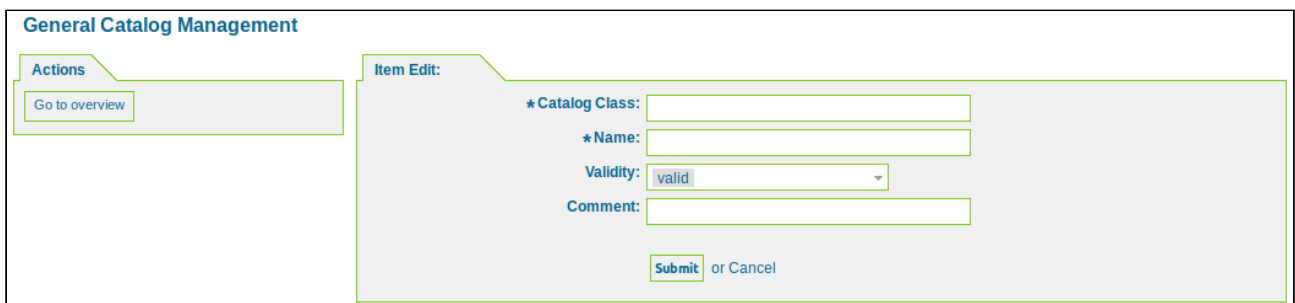 General Catalog Management
Actions
Go to overview
Item Edit:
* Catalog Class:
* Name:
Validity: valid
Comment:
Submit or Cancel